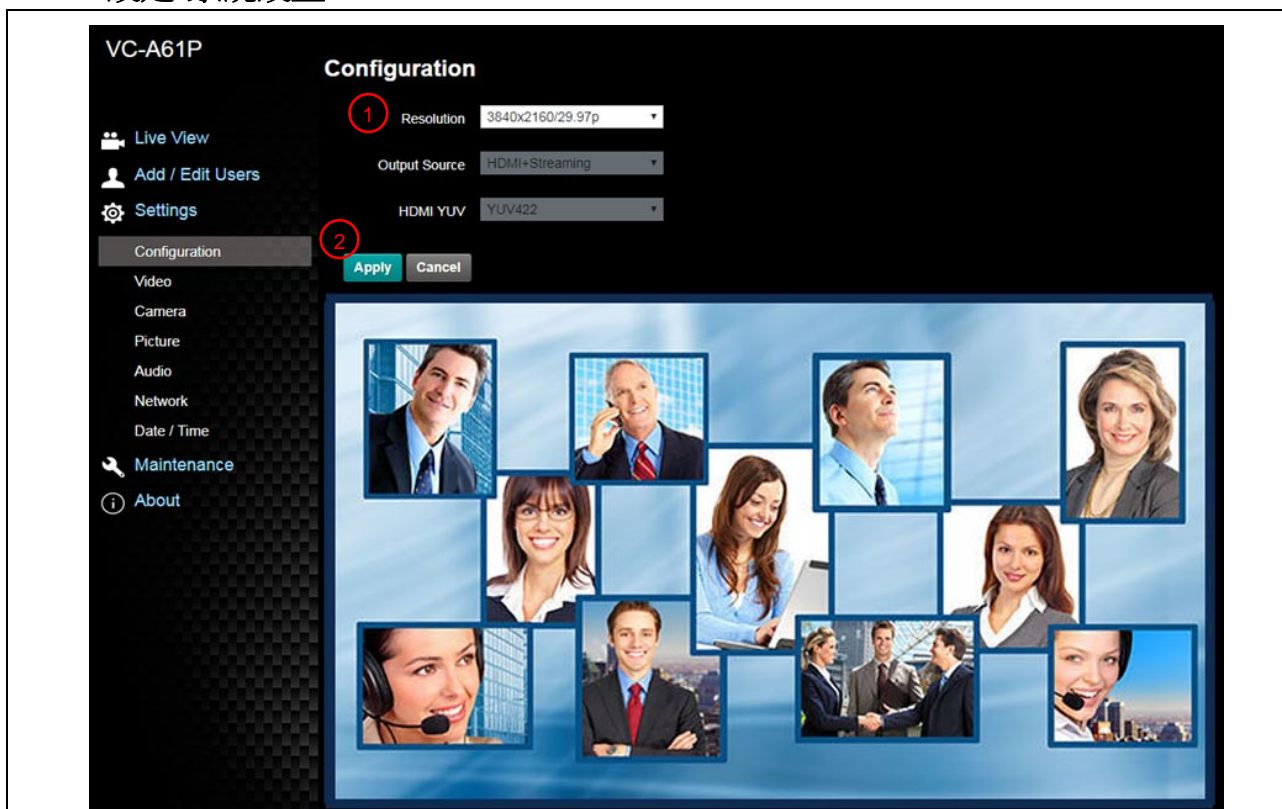 VC-A61P
Configuration
1
Resolution 3840x2160/29.97p
Output Source HDMI+Streaming
HDMI YUV YUV422
2
Apply Cancel
Live View
Add / Edit Users
Settings
Configuration
Video
Camera
Picture
Audio
Network
Date / Time
Maintenance
About